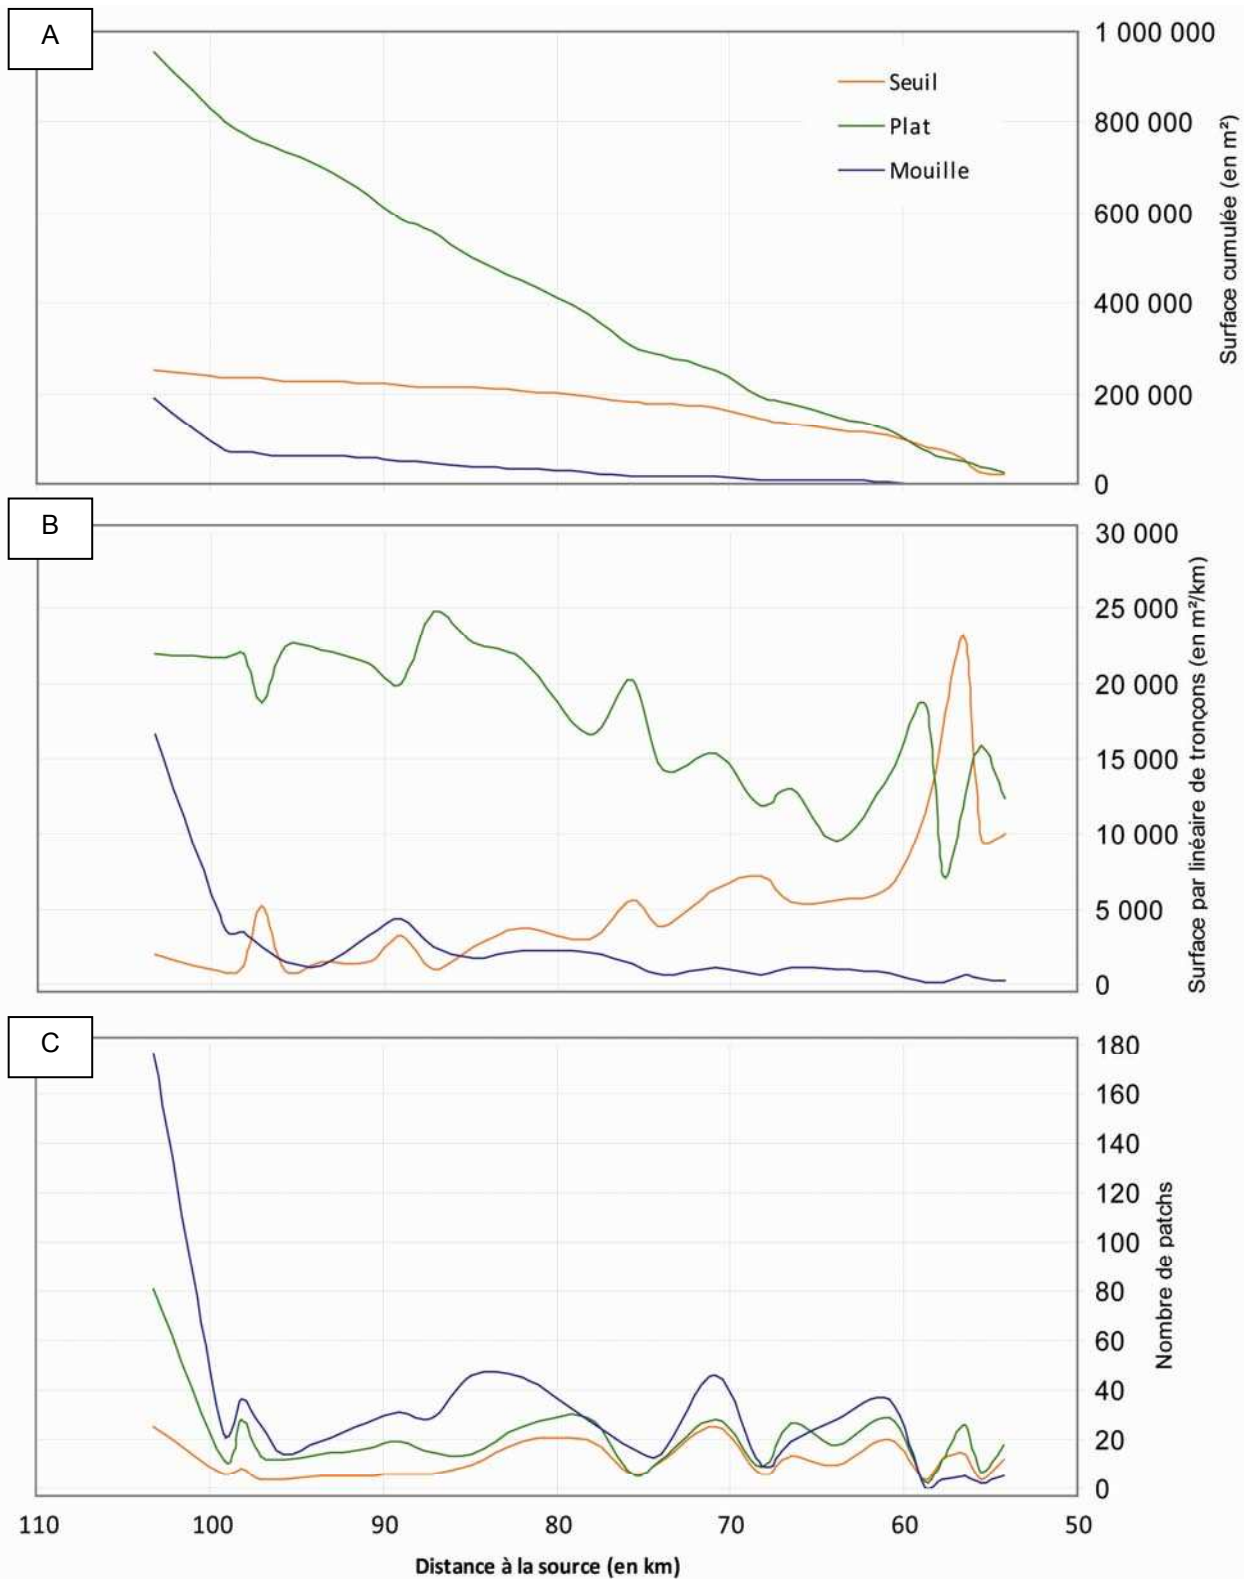 A
1 000 000
800 000
600 000
400 000
200 000
0
Surface cumulée (en m²)
Seuil
Plat
Mouille
B
30 000
25 000
20 000
15 000
10 000
5 000
0
Surface par linéaire de tronçons (en m²/km)
C
180
160
140
120
100
80
60
40
20
0
Nombre de patchs
110
100
90
80
70
60
50
Distance à la source (en km)